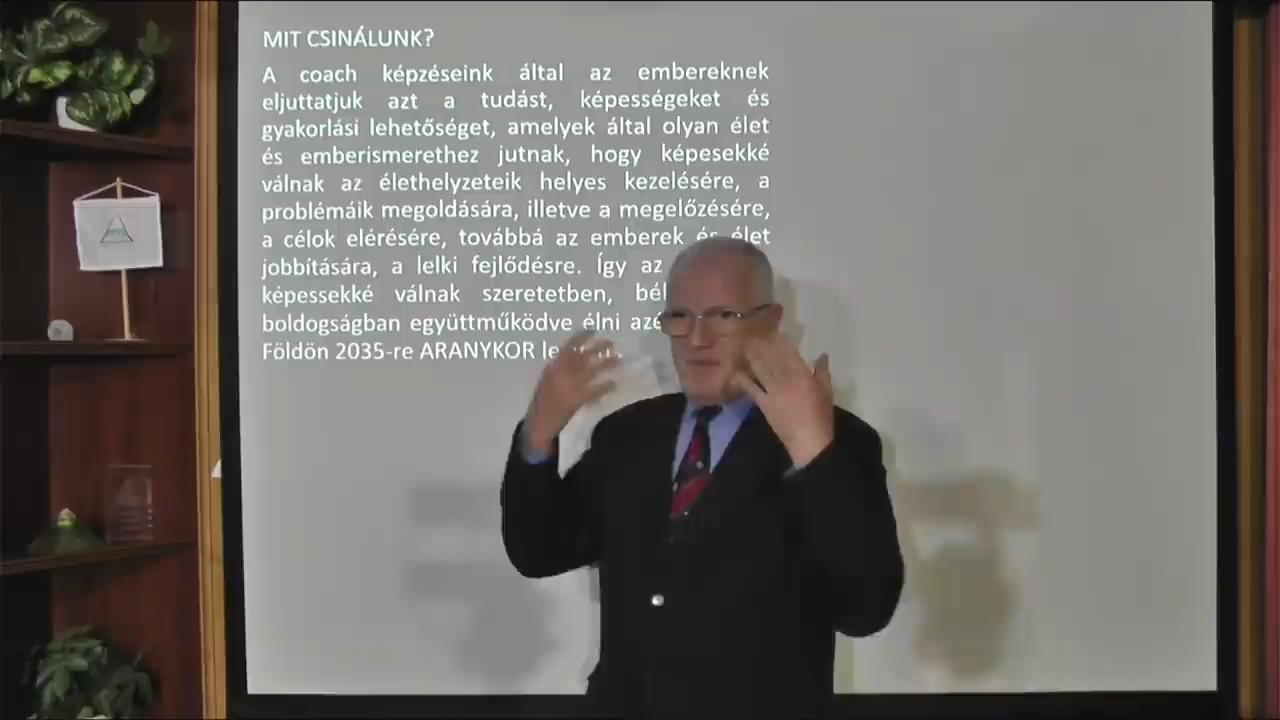 MIT CSINÁLUNK?
A coach képzéseink által az embereknek
eljuttatjuk azt a tudást, képességeket és
gyakorlási lehetőséget, amelyek által olyan élet
és emberismerethez jutnak, hogy képesekké
válnak az élethelyzeteik helyes kezelésére, a
problémáik megoldására, illetve a megelőzésére,
a célok elérésére, továbbá az emberek és élet
jobbítására, a lelki fejlődésre. Így az
képessekké válnak szeretetben,
boldogságban együttműködve élni
Földön 2035-re ARANYKOR